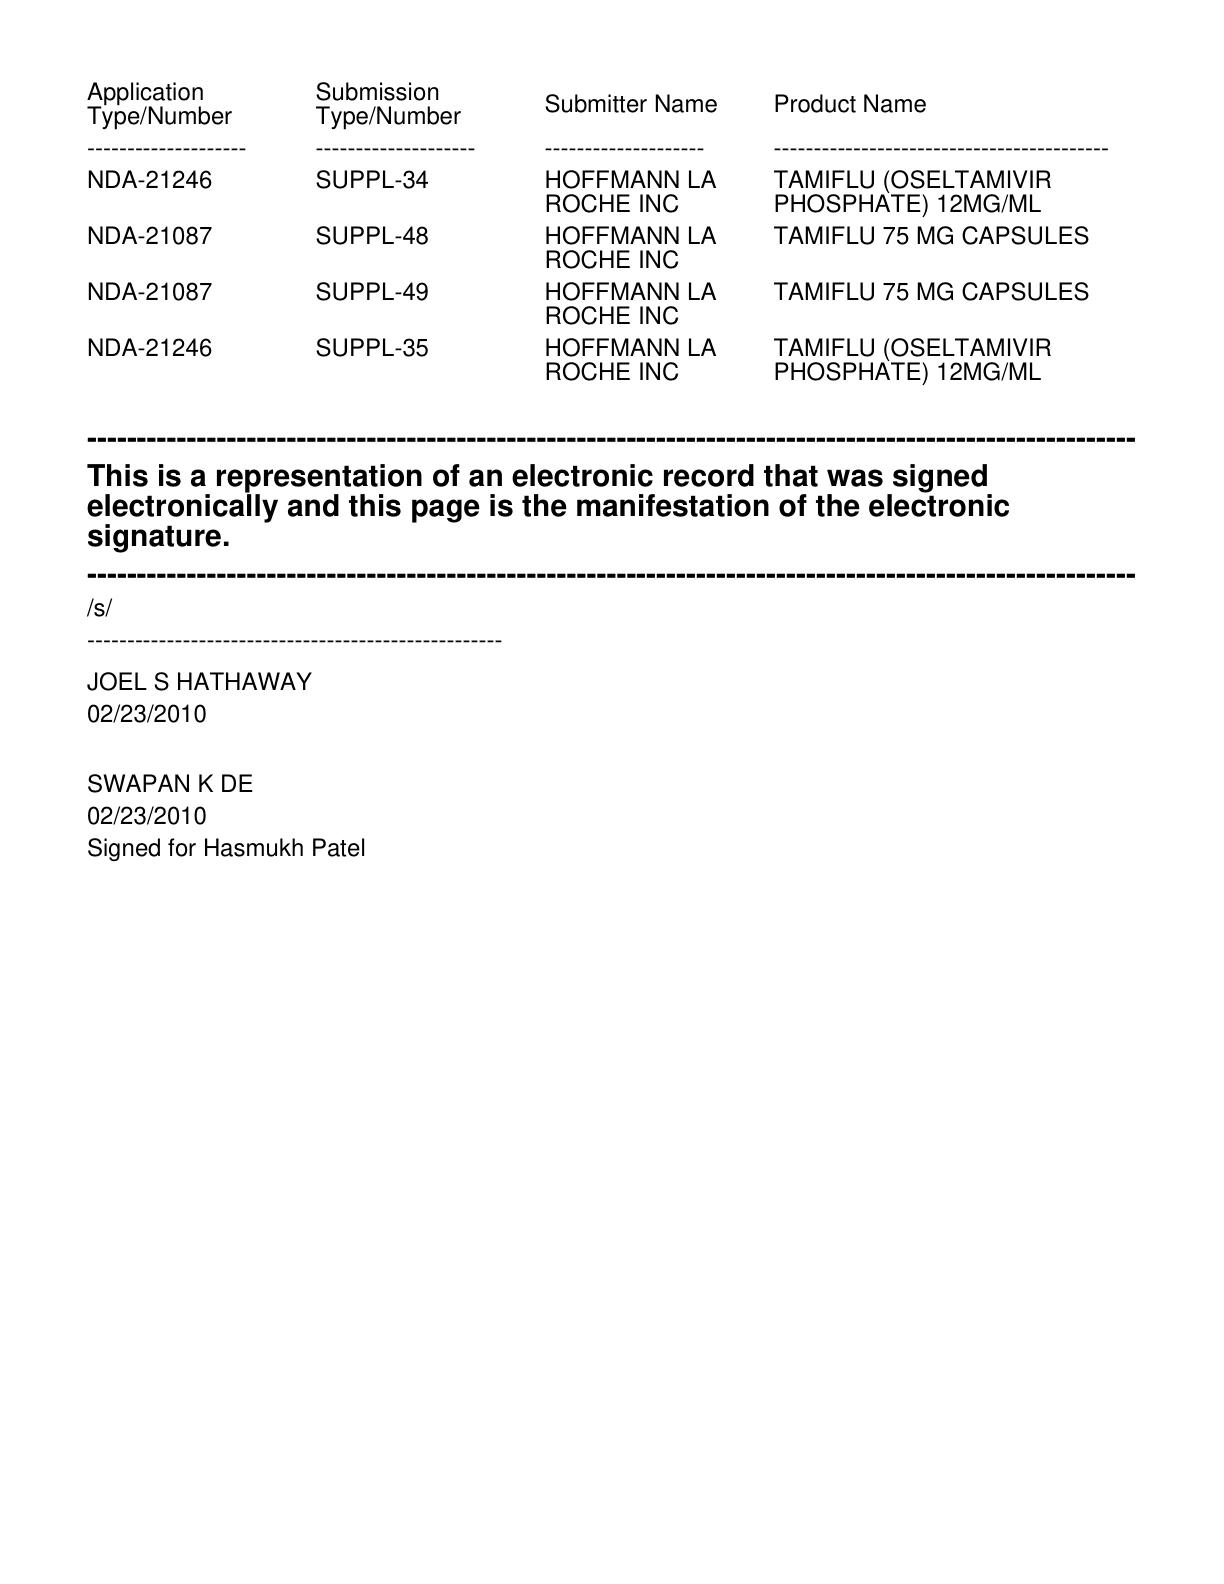 Application Type/Number Submission Type/Number Submitter Name Product Name
-------------------- -------------------- -------------------- ------------------------------------------
NDA-21246 SUPPL-34 HOFFMANN LA ROCHE INC TAMIFLU (OSELTAMIVIR PHOSPHATE) 12MG/ML
NDA-21087 SUPPL-48 HOFFMANN LA ROCHE INC TAMIFLU 75 MG CAPSULES
NDA-21087 SUPPL-49 HOFFMANN LA ROCHE INC TAMIFLU 75 MG CAPSULES
NDA-21246 SUPPL-35 HOFFMANN LA ROCHE INC TAMIFLU (OSELTAMIVIR PHOSPHATE) 12MG/ML
---------------------------------------------------------------------------------------------------------
This is a representation of an electronic record that was signed
electronically and this page is the manifestation of the electronic
signature.
---------------------------------------------------------------------------------------------------------
/s/
----------------------------------------------------
JOEL S HATHAWAY
02/23/2010
SWAPAN K DE
02/23/2010
Signed for Hasmukh Patel